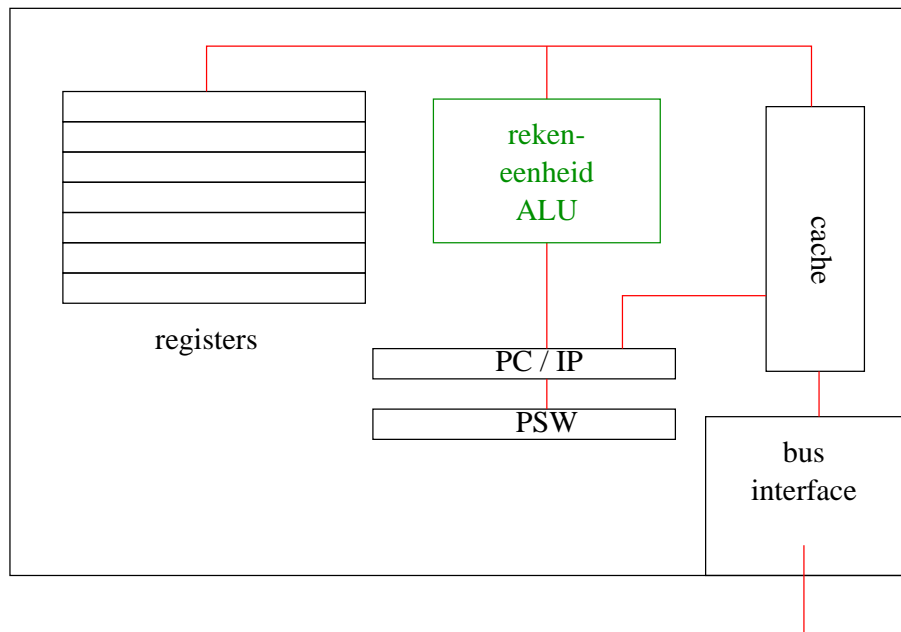 reken-
eenheid
ALU
cache
registers
PC / IP
PSW
bus
interface